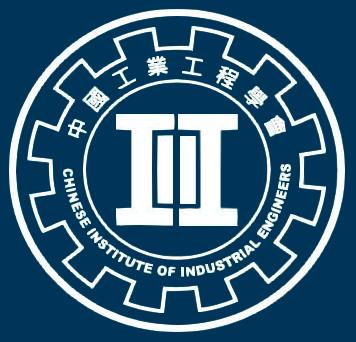 中國工業工程學會
CHINESE INSTITUTE OF INDUSTRIAL ENGINEERS